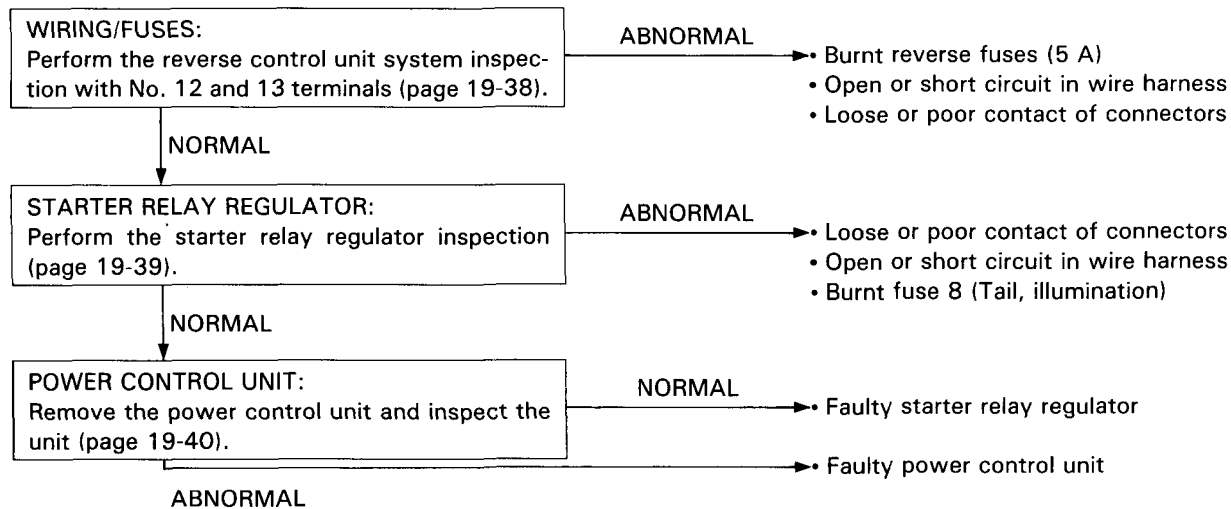 WIRING/FUSES:
Perform the reverse control unit system inspec-
tion with No. 12 and 13 terminals (page 19-38).
ABNORMAL
• Burnt reverse fuses (5 A)
• Open or short circuit in wire harness
• Loose or poor contact of connectors
NORMAL
STARTER RELAY REGULATOR:
Perform the starter relay regulator inspection
(page 19-39).
ABNORMAL
• Loose or poor contact of connectors
• Open or short circuit in wire harness
• Burnt fuse 8 (Tail, illumination)
NORMAL
POWER CONTROL UNIT:
Remove the power control unit and inspect the
unit (page 19-40).
NORMAL
• Faulty starter relay regulator
• Faulty power control unit
ABNORMAL